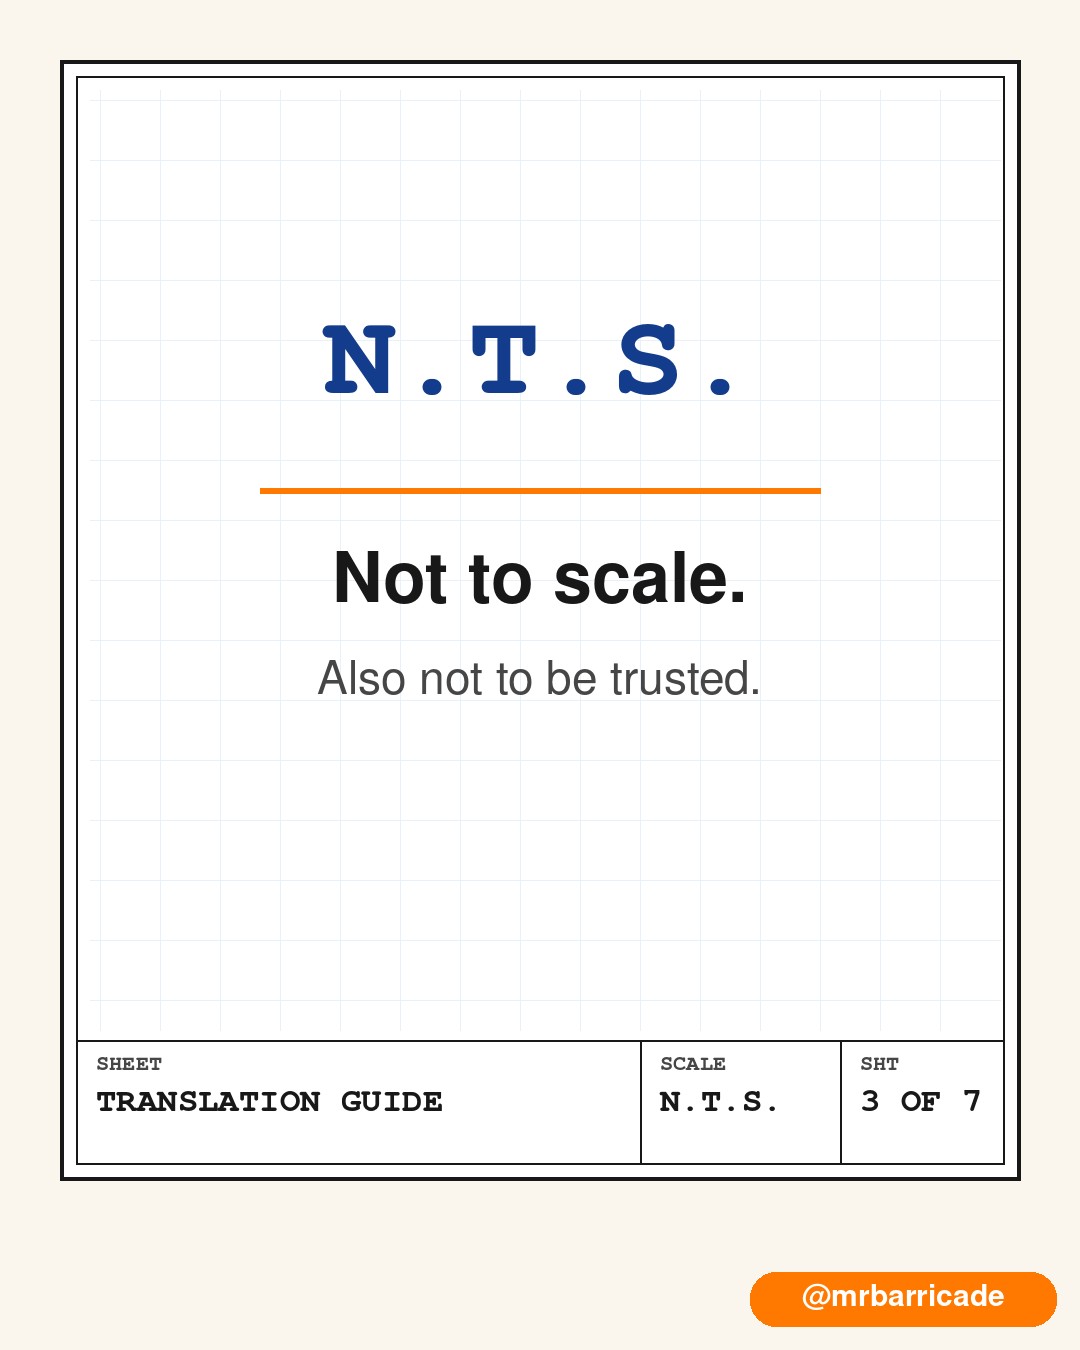 N.T.S.
Not to scale.
Also not to be trusted.
SHEET
TRANSLATION GUIDE
SCALE
N.T.S.
SHT
3 OF 7
@mrbarricade